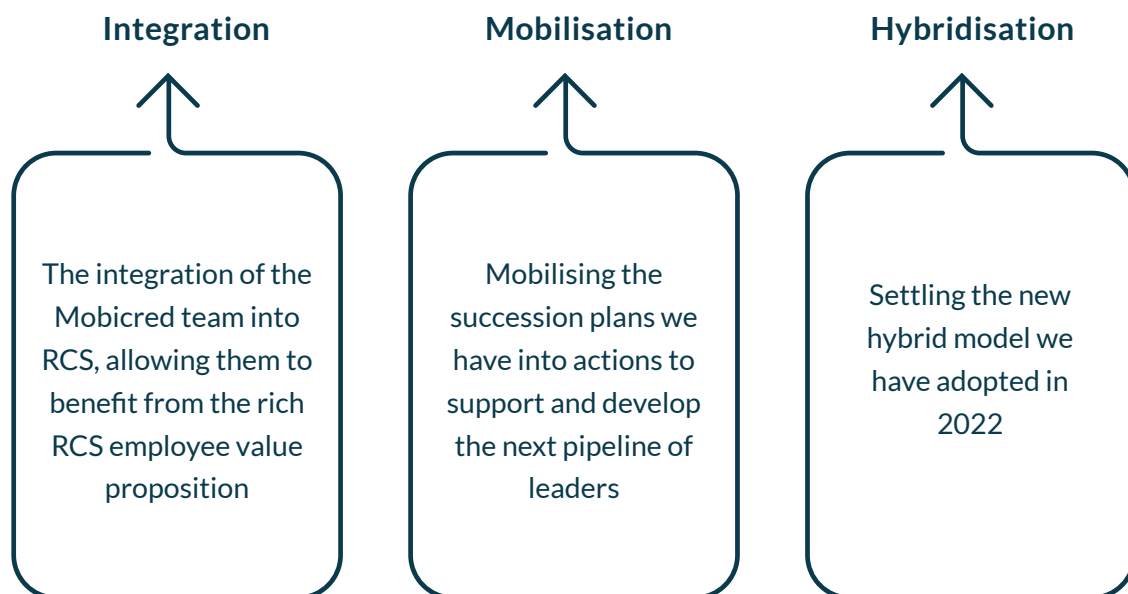 Integration
The integration of the
Mobicred team into
RCS, allowing them to
benefit from the rich
RCS employee value
proposition
Mobilisation
Mobilising the
succession plans we
have into actions to
support and develop
the next pipeline of
leaders
Hybridisation
Settling the new
hybrid model we
have adopted in
2022